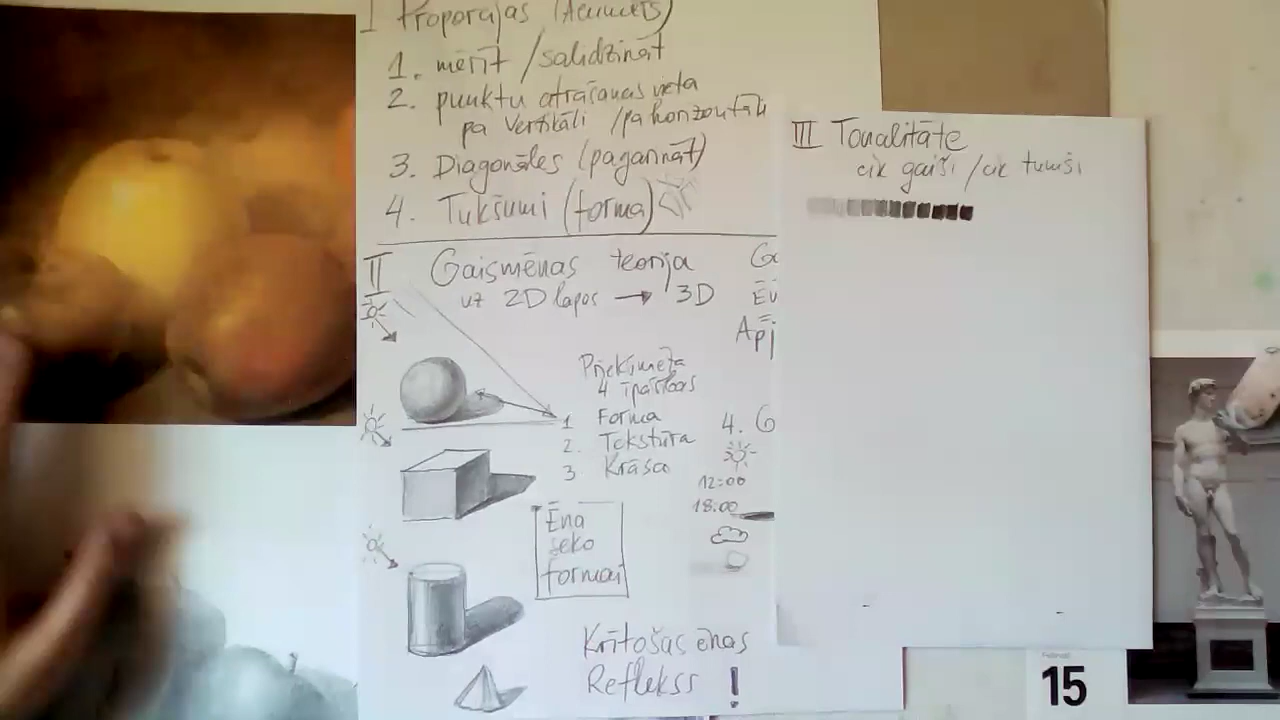 I Proporcijas
1. mērīt / salīdzināt
2. punktu atrašanās vieta
pa vertikāli / pa horizontāli
3. Diagonāles (pagarināt)
4. Tukšumi (forma)
II Gaismēnas teorija
uz 2D lapas → 3D
Priekšmeta
4 īpašības
1 Forma
2. Tekstūra
3 Krāsa
4. G
12:00
18:00
Ēna
seko
formai
Krītošās ēnas
Reflekss !
III Tonalitāte
cik gaiši / cik tumši
15